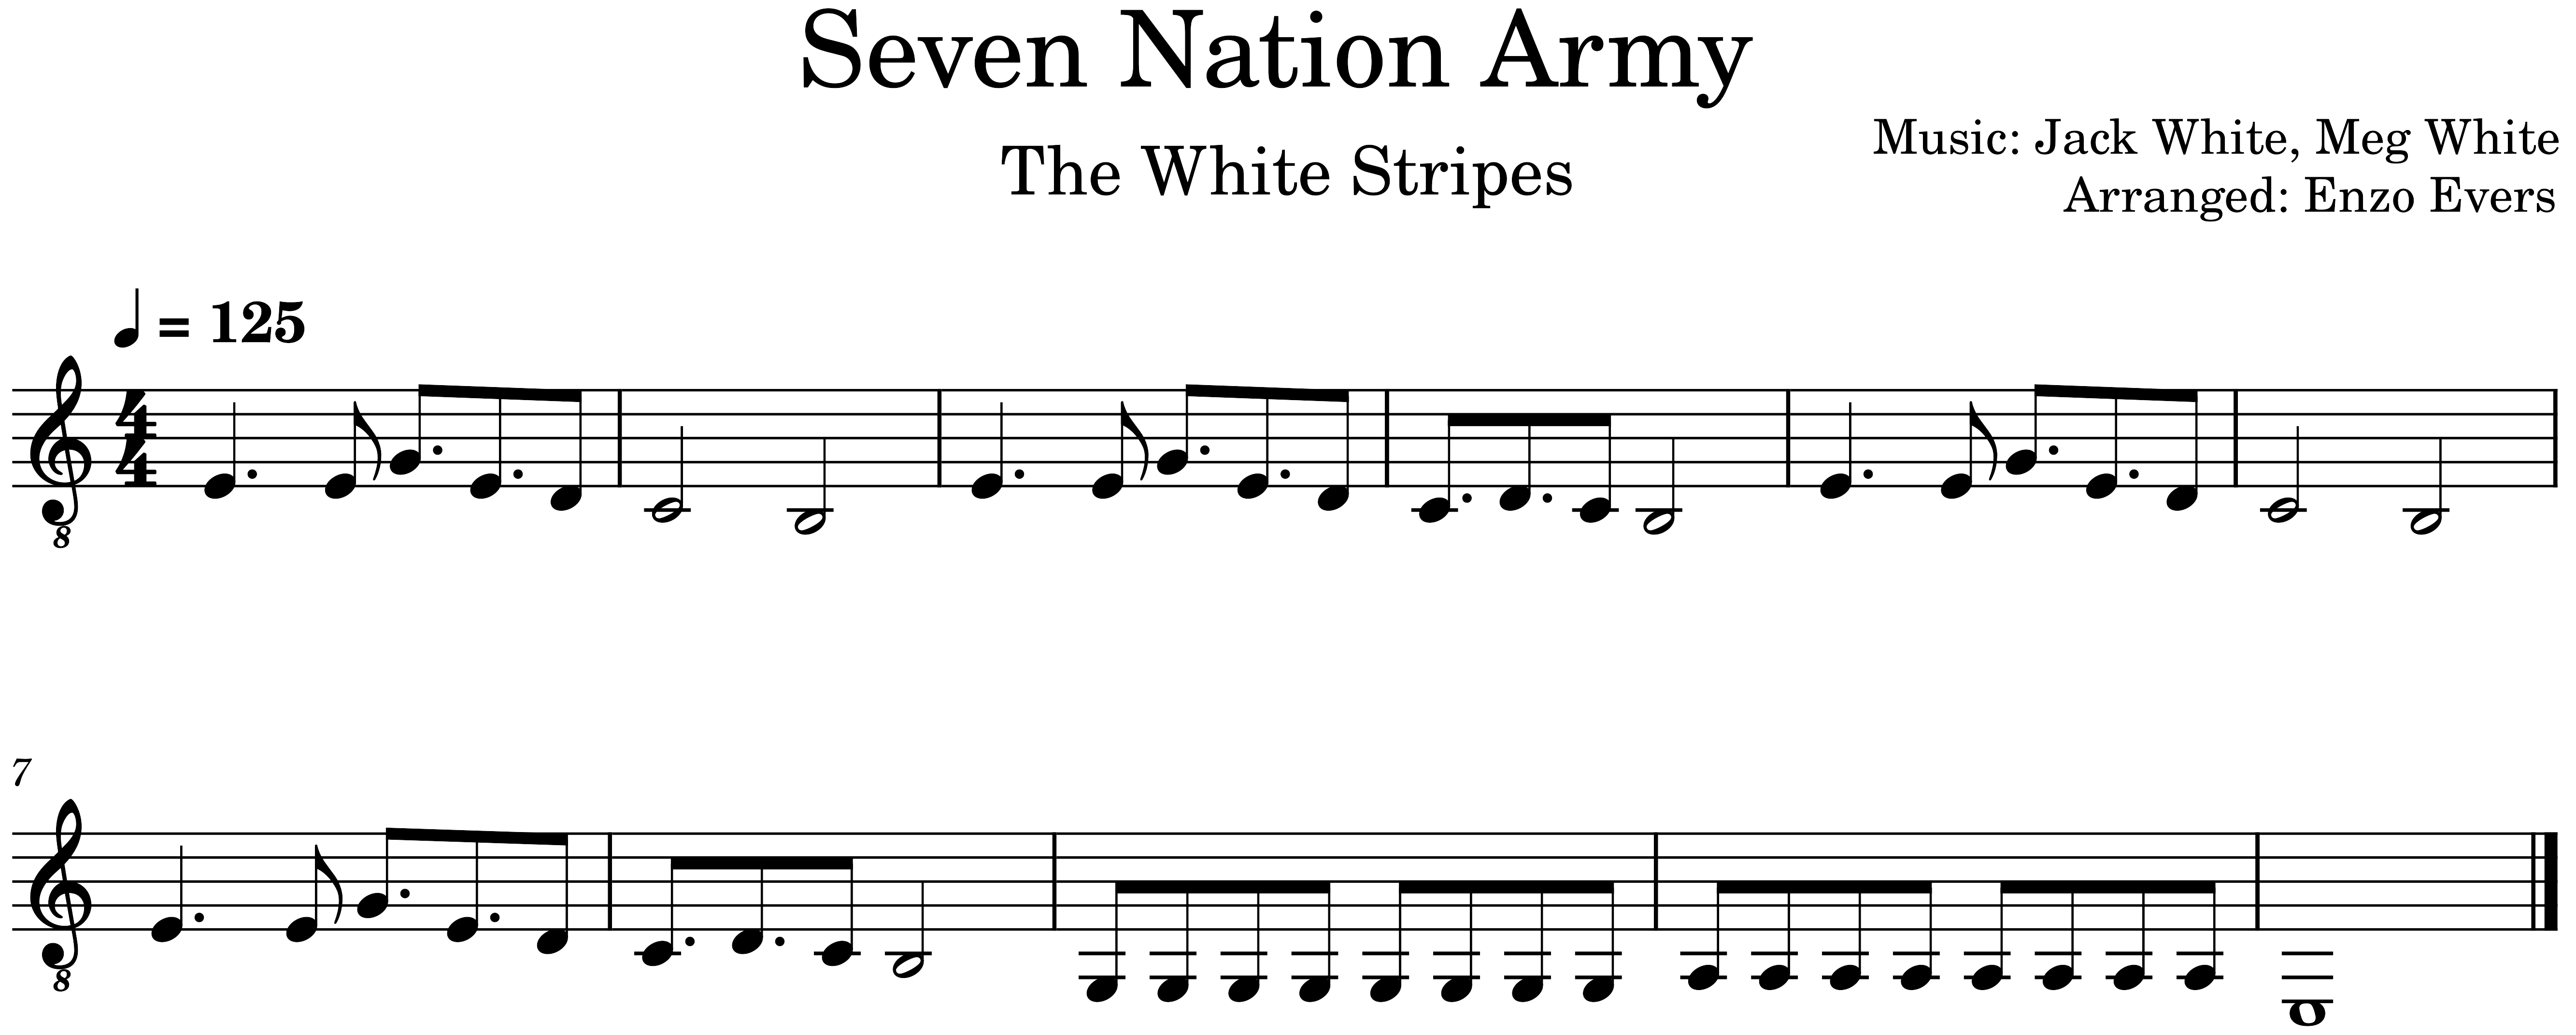 Seven Nation Army
The White Stripes
Music: Jack White, Meg White
Arranged: Enzo Evers
♩ = 125
4
4
8
7
8